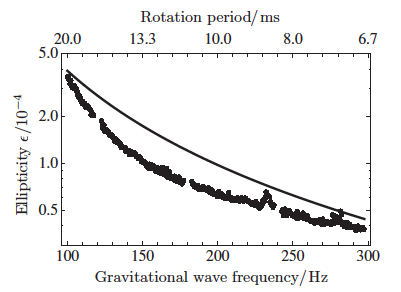 Rotation period/ms
20.0 13.3 10.0 8.0 6.7
5.0
2.0
1.0
0.5
Ellipticity ϵ/10⁻⁴
100 150 200 250 300
Gravitational wave frequency/Hz